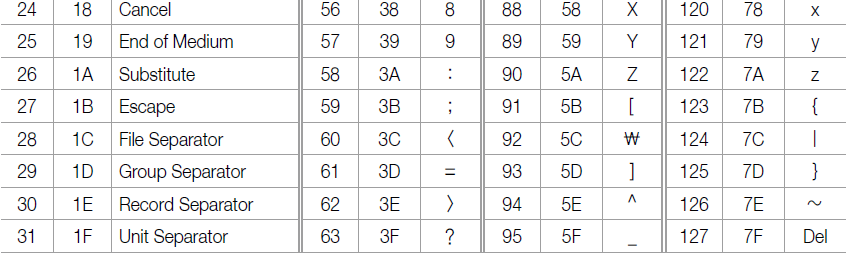 24 18 Cancel 56 38 8 88 58 X 120 78 x
25 19 End of Medium 57 39 9 89 59 Y 121 79 y
26 1A Substitute 58 3A : 90 5A Z 122 7A z
27 1B Escape 59 3B ; 91 5B [ 123 7B {
28 1C File Separator 60 3C 〈 92 5C ₩ 124 7C |
29 1D Group Separator 61 3D = 93 5D ] 125 7D }
30 1E Record Separator 62 3E 〉 94 5E ^ 126 7E ~
31 1F Unit Separator 63 3F ? 95 5F _ 127 7F Del